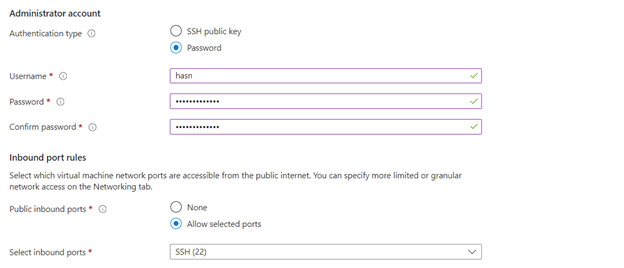 Administrator account
Authentication type
SSH public key
Password
Username *
hasn
Password *
•••••••••••••
Confirm password *
•••••••••••••
Inbound port rules
Select which virtual machine network ports are accessible from the public internet. You can specify more limited or granular
network access on the Networking tab.
Public inbound ports *
None
Allow selected ports
Select inbound ports *
SSH (22)